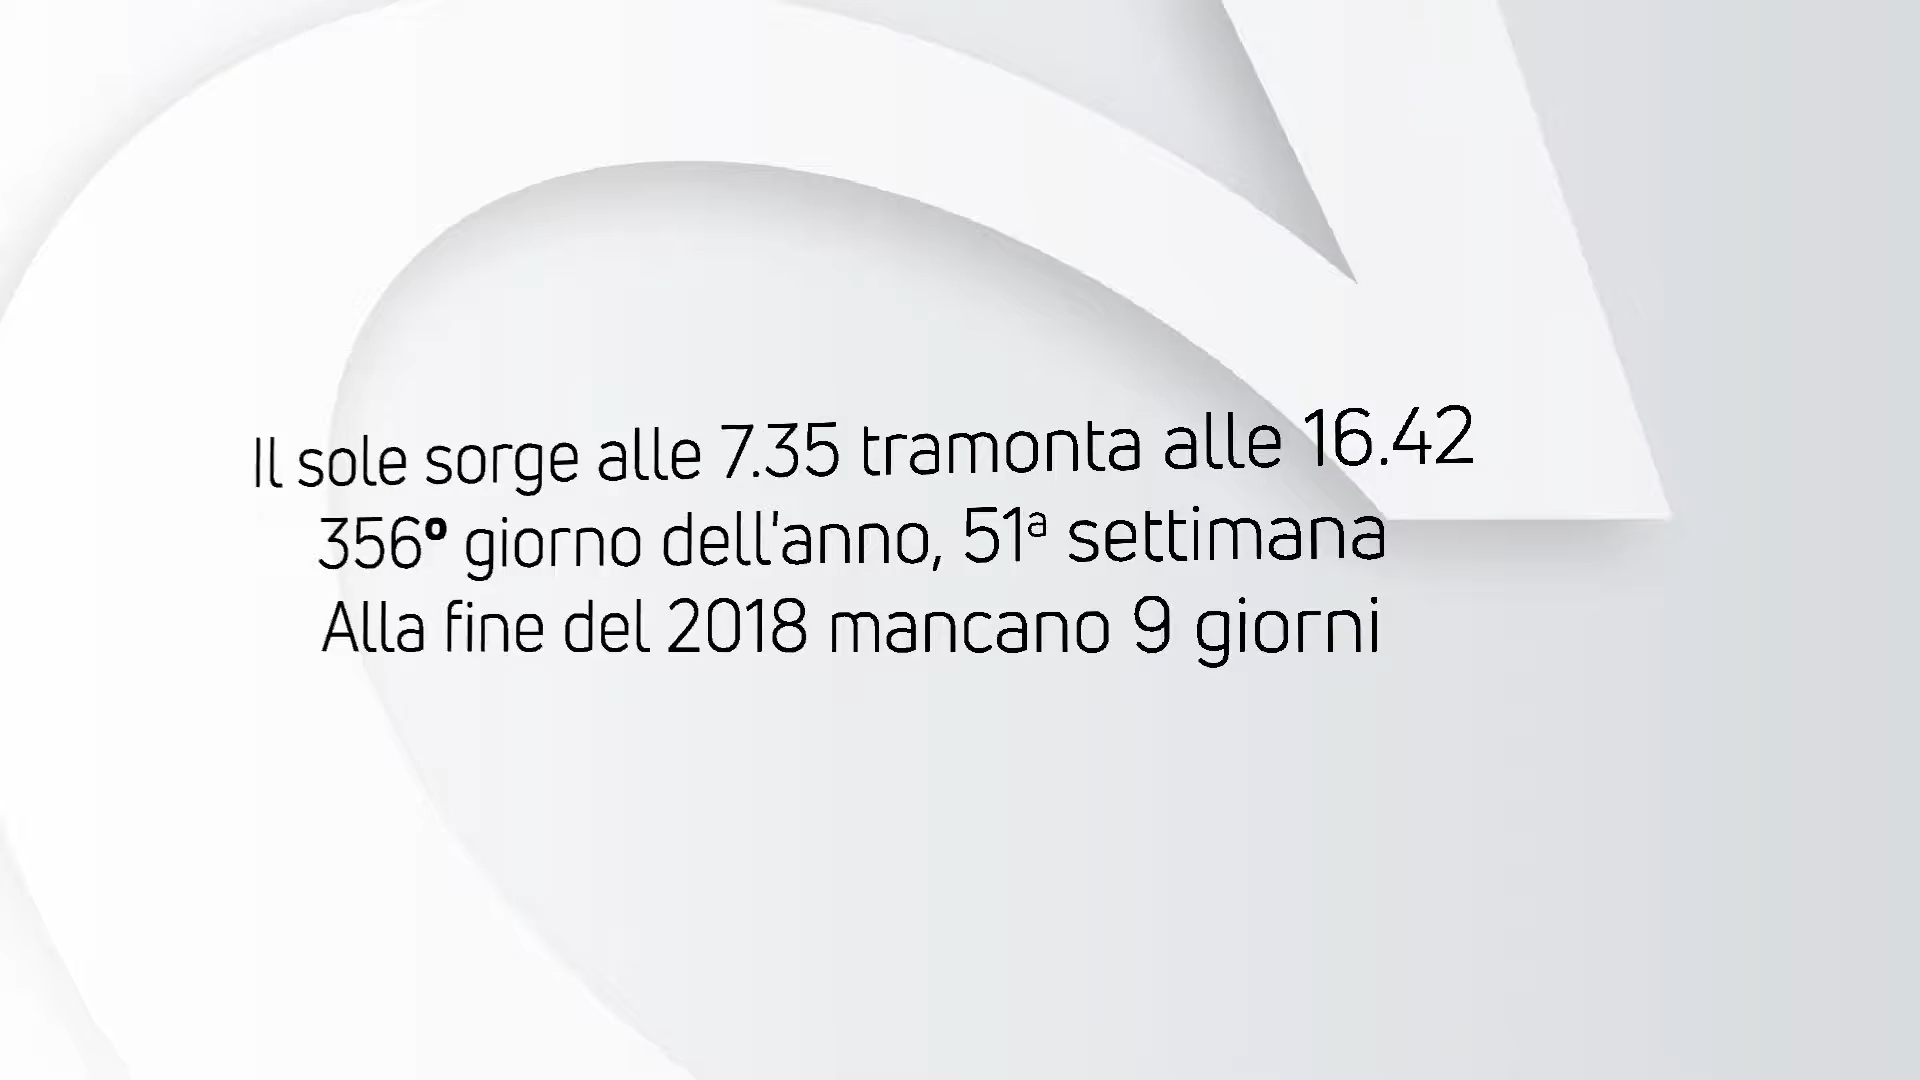 Il sole sorge alle 7.35 tramonta alle 16.42
356º giorno dell'anno, 51ª settimana
Alla fine del 2018 mancano 9 giorni